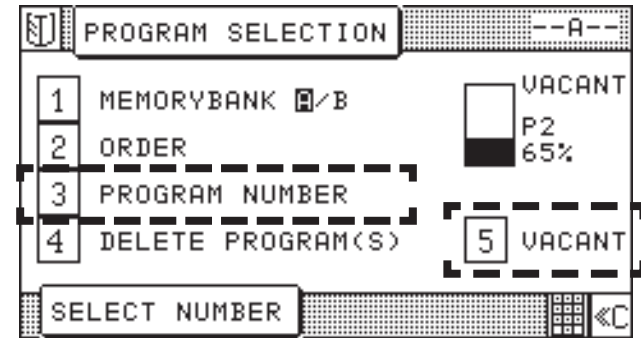 PROGRAM SELECTION --A--
1 MEMORYBANK A/B
2 ORDER
3 PROGRAM NUMBER
4 DELETE PROGRAM(S)
VACANT
P2
65%
5 VACANT
SELECT NUMBER
«C